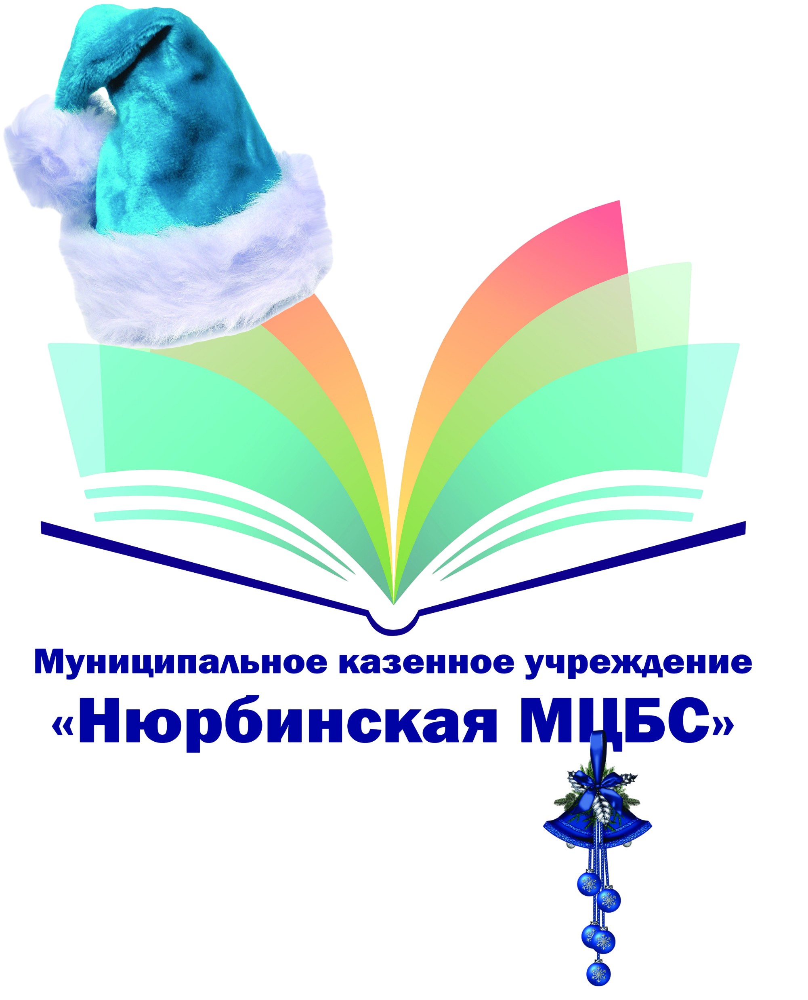 Муниципальное казенное учреждение
«Нюрбинская МЦБС»